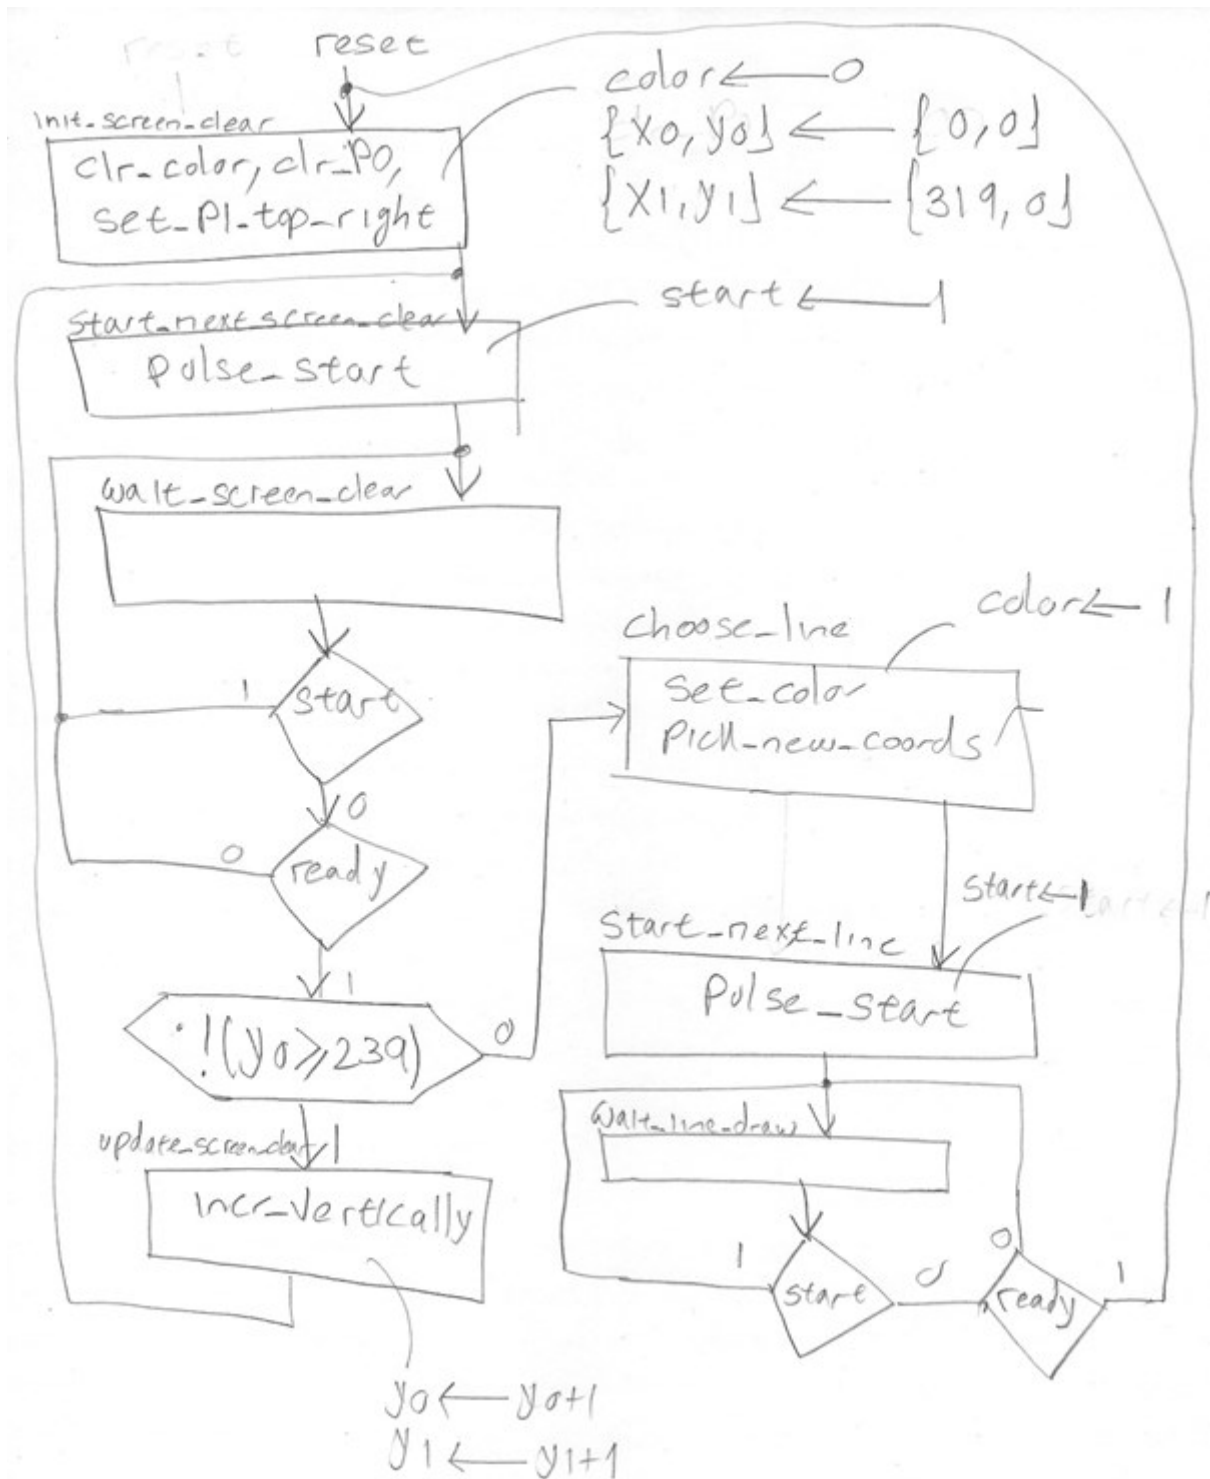 reset
color ← 0
{x0, y0} ← {0,0}
{x1, y1} ← {319, 0}
init_screen_clear
clr_color, clr_P0,
set_P1_top_right
start ← 1
start_next_screen_clear
pulse_start
wait_screen_clear
start
1
0
ready
0
1
!(y0 ≥ 239)
0
1
update_screen_clear
incr_vertically
y0 ← y0+1
y1 ← y1+1
color ← 1
choose_line
set_color
pick_new_coords
start ← 1
start_next_line
pulse_start
wait_line_draw
start
1
0
ready
0
1